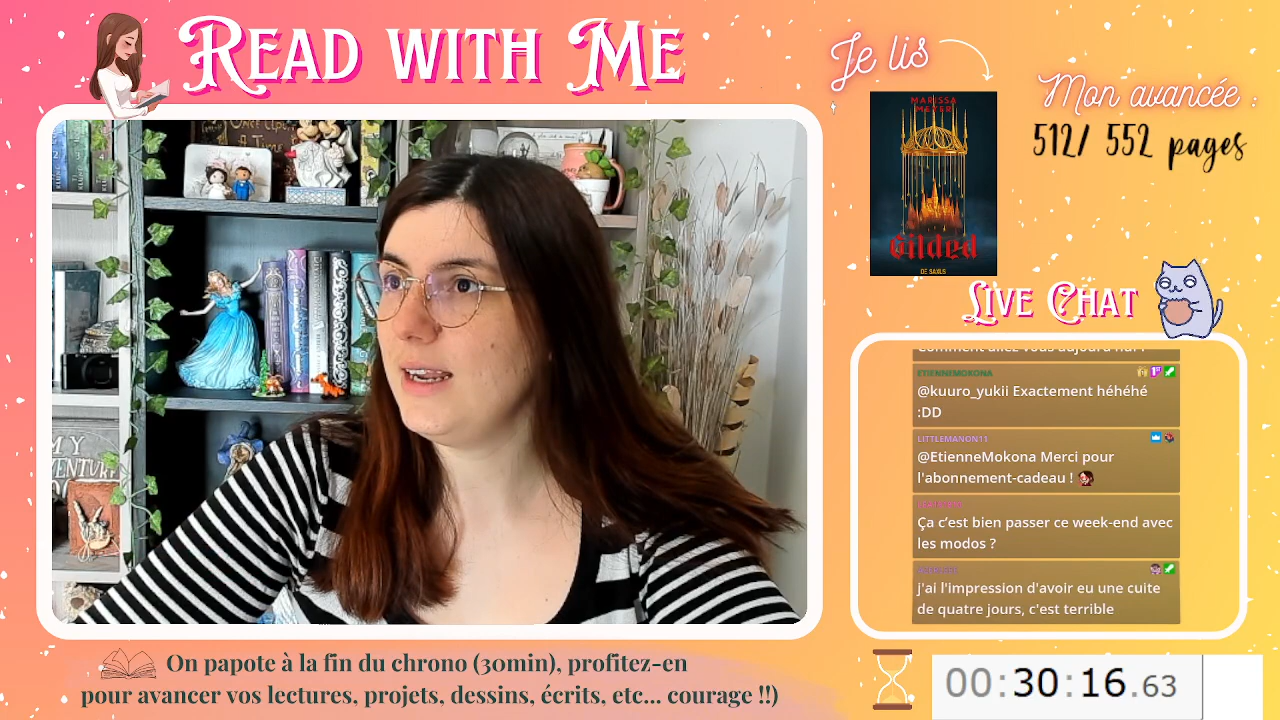 Read with Me
Je lis
Mon avancée :
512/ 552 pages
MARISSA
MEYER
Gilded
DE SAXUS
Live Chat
ETIENNEMOKONA
@kuuro_yukii Exactement héhéhé
:DD
LITTLEMANON11
@EtienneMokona Merci pour
l'abonnement-cadeau !
Ça c'est bien passer ce week-end avec
les modos ?
j'ai l'impression d'avoir eu une cuite
de quatre jours, c'est terrible
On papote à la fin du chrono (30min), profitez-en
pour avancer vos lectures, projets, dessins, écrits, etc... courage !!)
00:30:16.63